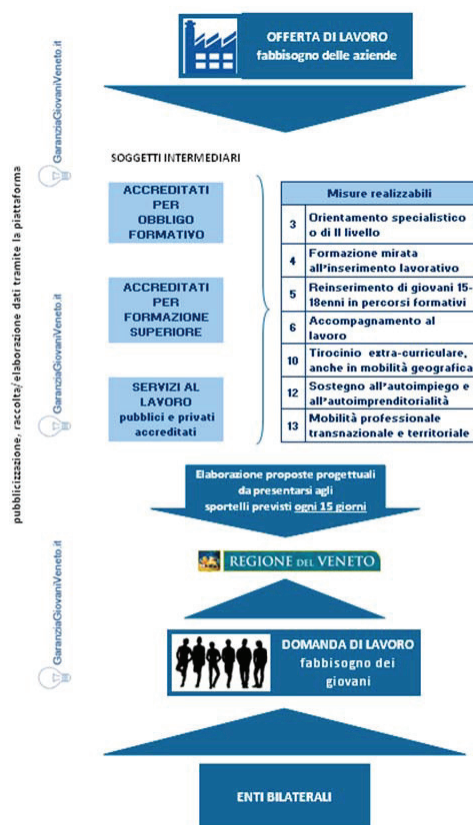 OFFERTA DI LAVORO
fabbisogno delle aziende
GaranziaGiovaniVeneto.it
pubblicizzazione, raccolta/elaborazione dati tramite la piattaforma
SOGGETTI INTERMEDIARI
ACCREDITATI
PER
OBBLIGO
FORMATIVO
ACCREDITATI
PER
FORMAZIONE
SUPERIORE
SERVIZI AL
LAVORO
pubblici e privati
accreditati
GaranziaGiovaniVeneto.it
Misure realizzabili
3 Orientamento specialistico
o di II livello
4 Formazione mirata
all'inserimento lavorativo
5 Reinserimento di giovani 15-
18enni in percorsi formativi
6 Accompagnamento al
lavoro
10 Tirocinio extra-curriculare,
anche in mobilità geografica
12 Sostegno all'autoimpiego e
all'autoimprenditorialità
13 Mobilità professionale
transnazionale e territoriale
Elaborazione proposte progettuali
da presentarsi agli
sportelli previsti ogni 15 giorni
REGIONE DEL VENETO
GaranziaGiovaniVeneto.it
DOMANDA DI LAVORO
fabbisogno dei
giovani
ENTI BILATERALI